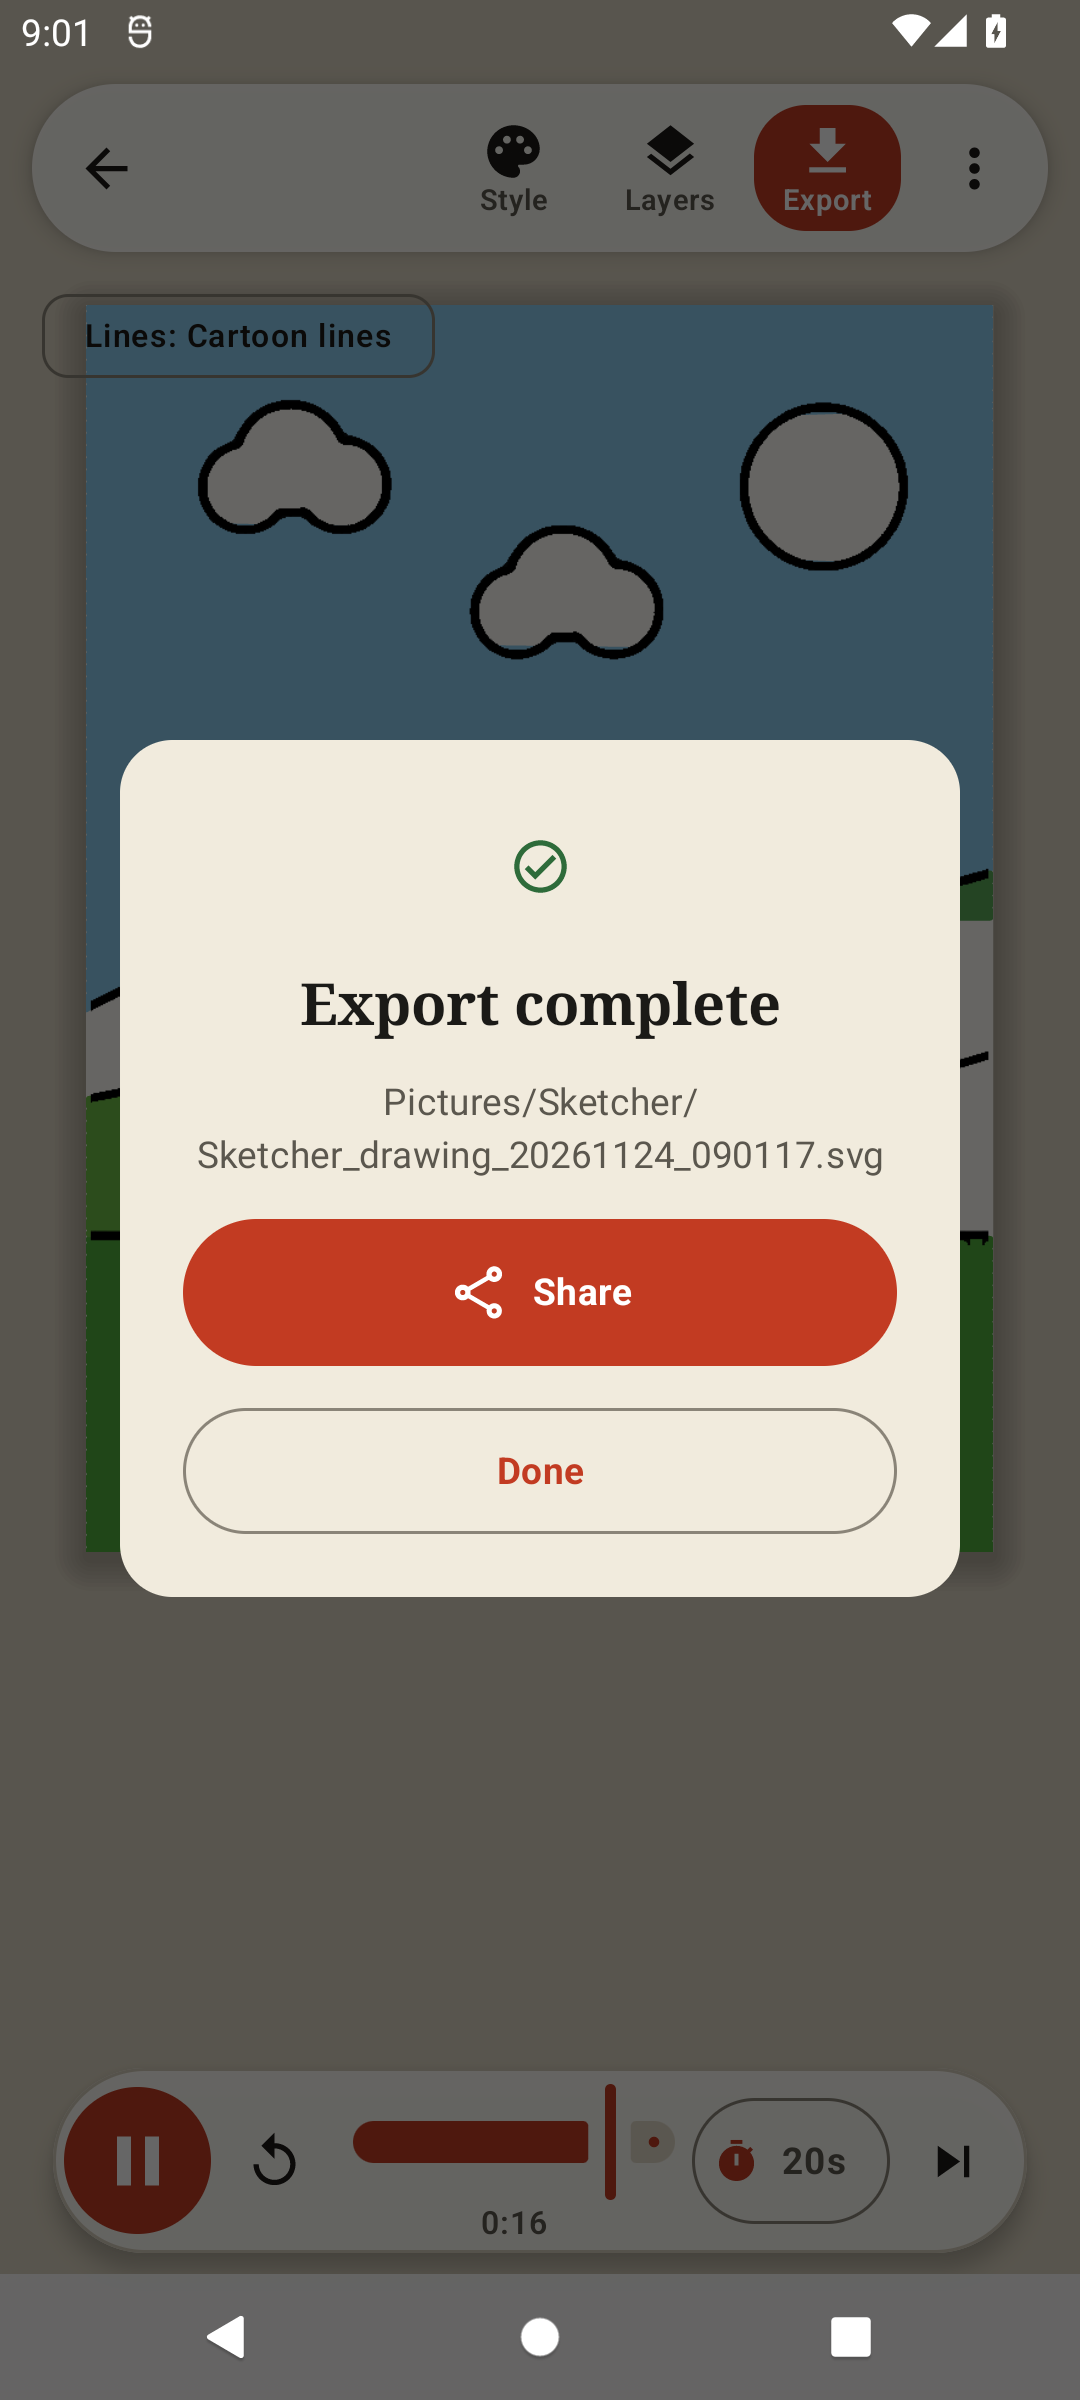 9:01
Style
Layers
Export
Lines: Cartoon lines
Export complete
Pictures/Sketcher/
Sketcher_drawing_20261124_090117.svg
Share
Done
0:16
20s